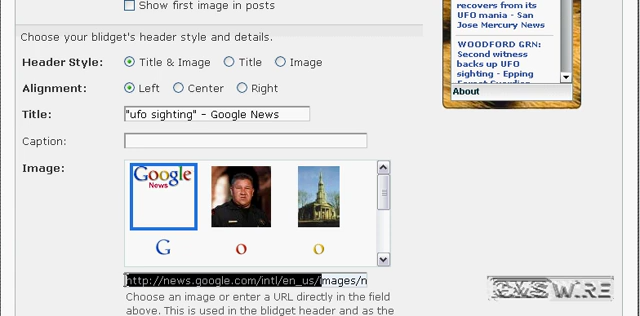 Show first image in posts
Choose your blidget's header style and details.
Header Style: Title & Image Title Image
Alignment: Left Center Right
Title: "ufo sighting" - Google News
Caption:
Image:
Google
News
G o o
http://news.google.com/intl/en_us/images/n
Choose an image or enter a URL directly in the field
above. This is used in the blidget header and as the
recovers from its
UFO mania - San
Jose Mercury News
WOODFORD GRN:
Second witness
backs up UFO
sighting - Epping
About